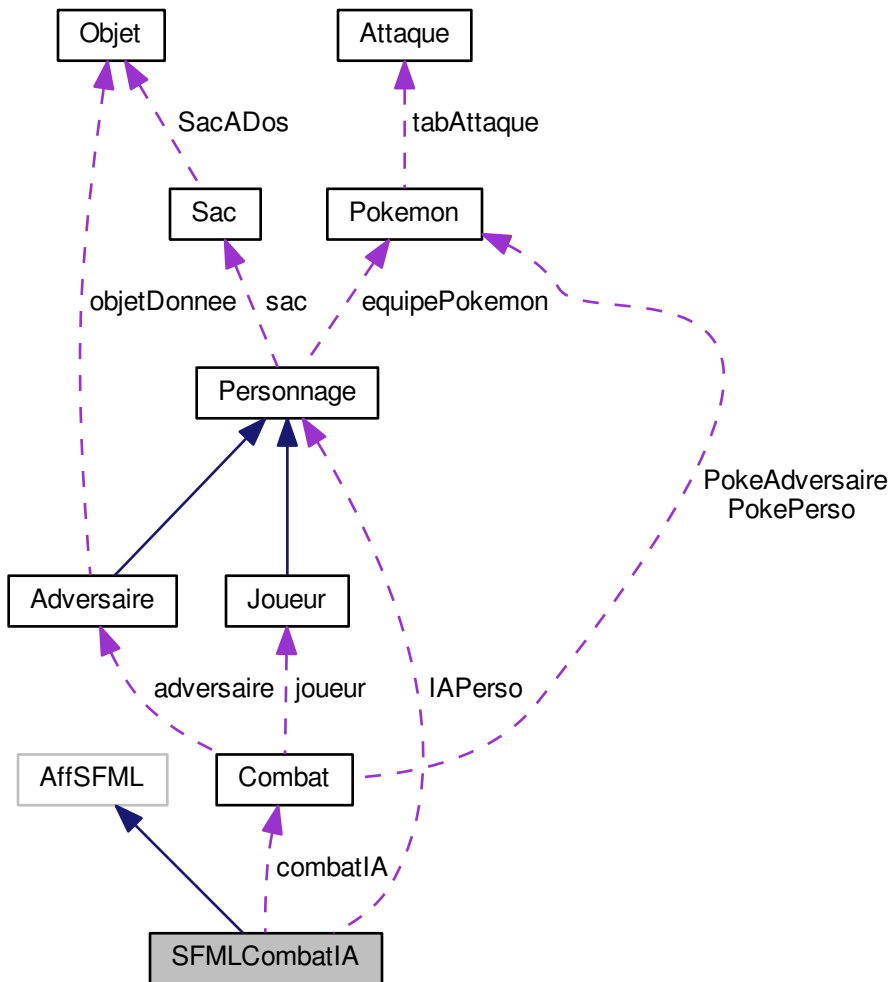 Objet
Attaque
SacADos
tabAttaque
Sac
Pokemon
objetDonnee
sac
equipePokemon
Personnage
PokeAdversaire
PokePerso
Adversaire
Joueur
adversaire
joueur
IAPerso
AffSFML
Combat
combatIA
SFMLCombatIA